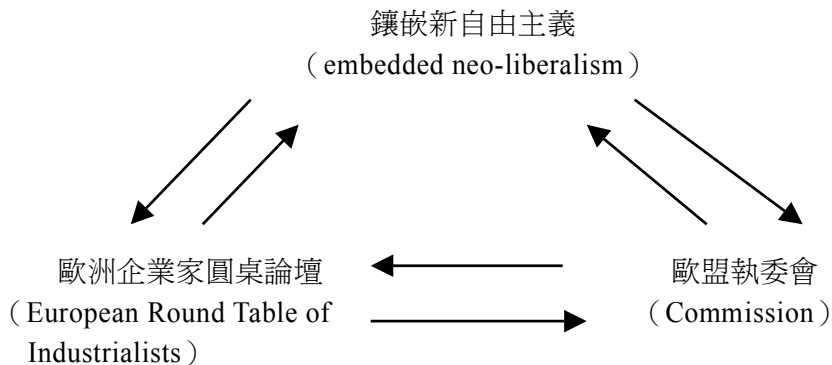 鑲嵌新自由主義
（embedded neo-liberalism）
歐洲企業家圓桌論壇
（European Round Table of
Industrialists）
歐盟執委會
（Commission）